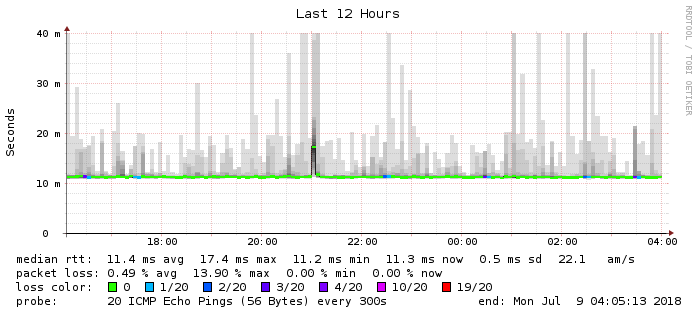 Last 12 Hours
RRDTOOL / TOBI OETIKER
Seconds
40 m
30 m
20 m
10 m
0
18:00 20:00 22:00 00:00 02:00 04:00
median rtt: 11.4 ms avg 17.4 ms max 11.2 ms min 11.3 ms now 0.5 ms sd 22.1 am/s
packet loss: 0.49 % avg 13.90 % max 0.00 % min 0.00 % now
loss color: 0 1/20 2/20 3/20 4/20 10/20 19/20
probe: 20 ICMP Echo Pings (56 Bytes) every 300s end: Mon Jul 9 04:05:13 2018